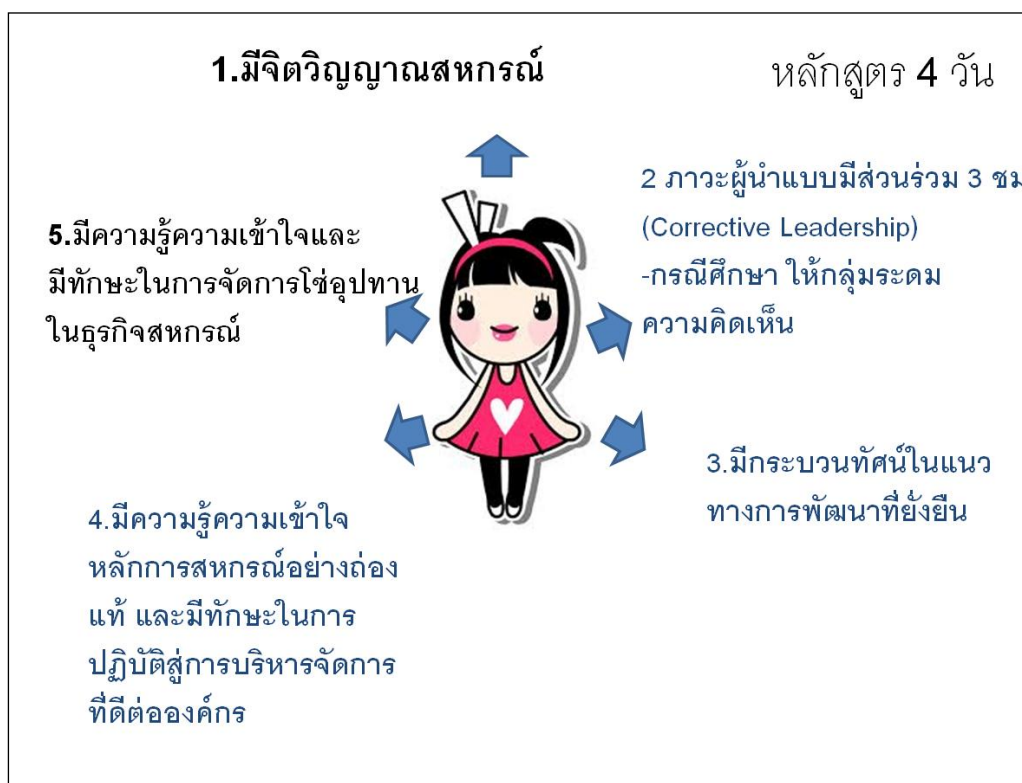 1.มีจิตวิญญาณสหกรณ์
หลักสูตร 4 วัน
2 ภาวะผู้นำแบบมีส่วนร่วม 3 ชม
(Corrective Leadership)
-กรณีศึกษา ให้กลุ่มระดม
ความคิดเห็น
3.มีกระบวนทัศน์ในแนว
ทางการพัฒนาที่ยั่งยืน
4.มีความรู้ความเข้าใจ
หลักการสหกรณ์อย่างถ่อง
แท้ และมีทักษะในการ
ปฏิบัติสู่การบริหารจัดการ
ที่ดีต่อองค์กร
5.มีความรู้ความเข้าใจและ
มีทักษะในการจัดการโซ่อุปทาน
ในธุรกิจสหกรณ์